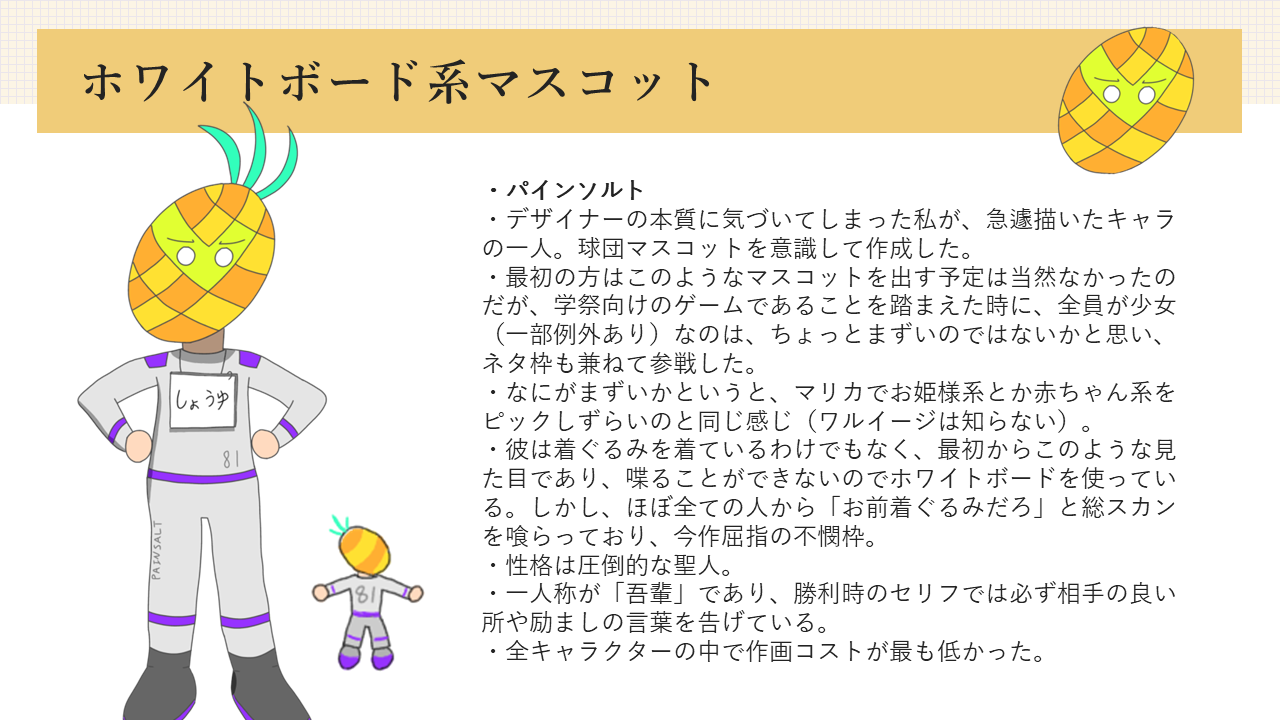 ホワイトボード系マスコット
・パインソルト
・デザイナーの本質に気づいてしまった私が、急遽描いたキャラ
の一人。球団マスコットを意識して作成した。
・最初の方はこのようなマスコットを出す予定は当然なかったの
だが、学祭向けのゲームであることを踏まえた時に、全員が少女
（一部例外あり）なのは、ちょっとまずいのではないかと思い、
ネタ枠も兼ねて参戦した。
・なにがまずいかというと、マリカでお姫様系とか赤ちゃん系を
ピックしずらいのと同じ感じ（ワルイージは知らない）。
・彼は着ぐるみを着ているわけでもなく、最初からこのような見
た目であり、喋ることができないのでホワイトボードを使ってい
る。しかし、ほぼ全ての人から「お前着ぐるみだろ」と総スカン
を喰らっており、今作屈指の不憫枠。
・性格は圧倒的な聖人。
・一人称が「吾輩」であり、勝利時のセリフでは必ず相手の良い
所や励ましの言葉を告げている。
・全キャラクターの中で作画コストが最も低かった。
しょうゆ
81
PAINSALT
81